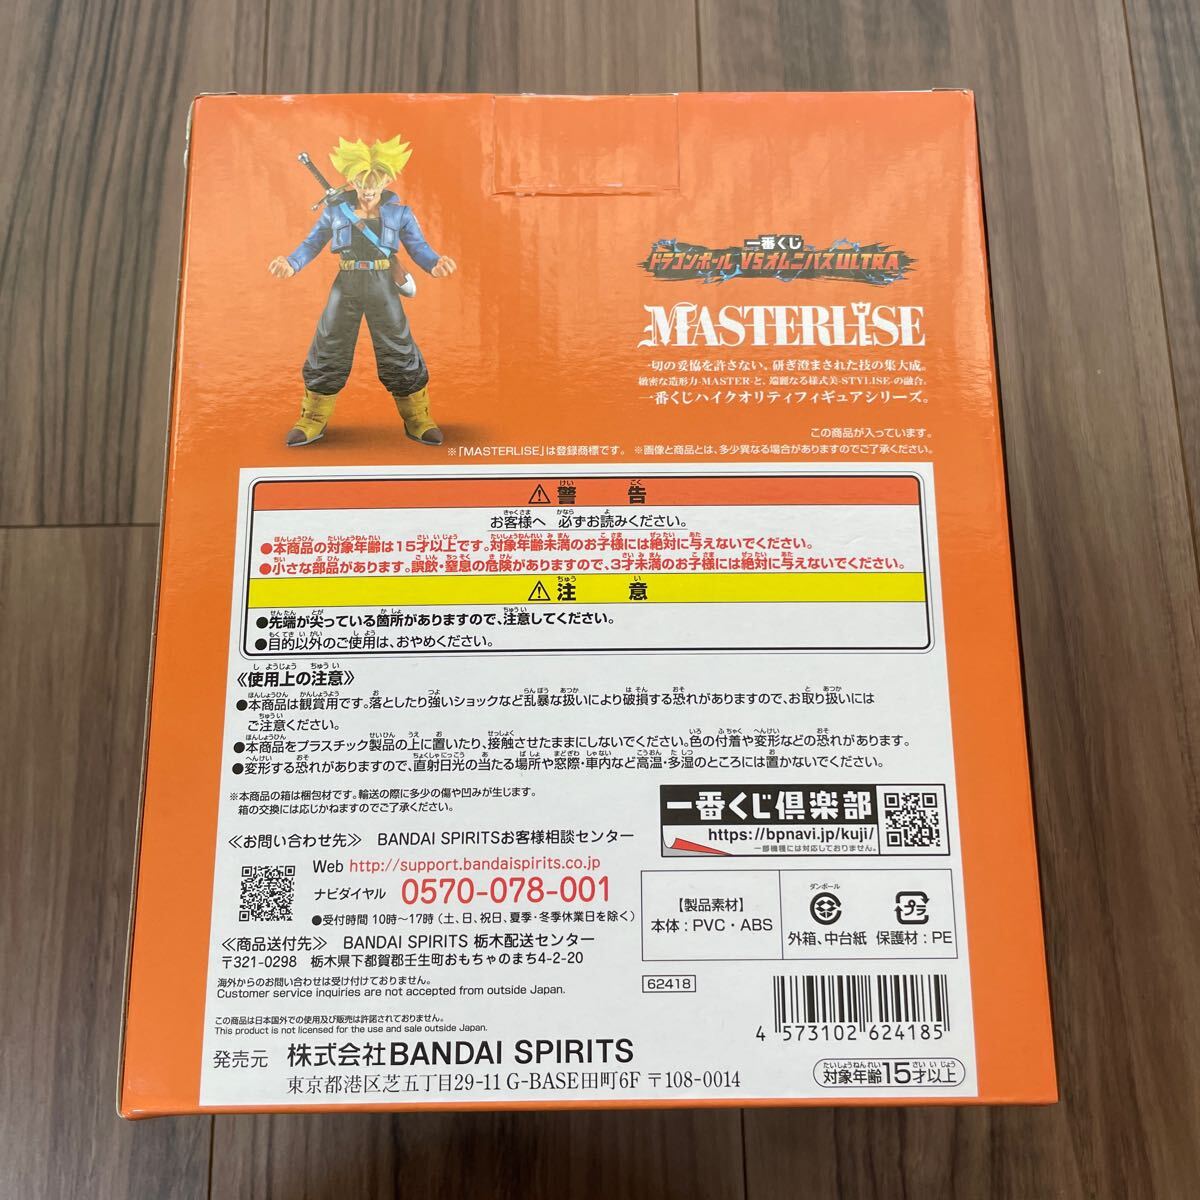 一番くじ
ドラゴンボール VSオムニバスULTRA
MASTERLISE
一切の妥協を許さない。研ぎ澄まされた技の集大成。
緻密な造形力-MASTER-と、端麗なる様式美-STYLISE-の融合。
一番くじハイクオリティフィギュアシリーズ。
この商品が入っています。
※「MASTERLISE」は登録商標です。 ※画像と商品とは、多少異なる場合がありますのでご了承ください。
⚠警告
お客様へ 必ずお読みください。
●本商品の対象年齢は15才以上です。対象年齢未満のお子様には絶対に与えないでください。
●小さな部品があります。誤飲・窒息の危険がありますので、3才未満のお子様には絶対に与えないでください。
⚠注意
●先端が尖っている箇所がありますので、注意してください。
●目的以外のご使用は、おやめください。
《使用上の注意》
●本商品は観賞用です。落としたり強いショックなど乱暴な扱いにより破損する恐れがありますので、お取り扱いには
ご注意ください。
●本商品をプラスチック製品の上に置いたり、接触させたままにしないでください。色の付着や変形などの恐れがあります。
●変形する恐れがありますので、直射日光の当たる場所や窓際・車内など高温・多湿のところには置かないでください。
※本商品の箱は梱包材です。輸送の際に多少の傷や凹みが生じます。
箱の交換には応じかねますのでご了承ください。
一番くじ倶楽部
https://bpnavi.jp/kuji/
一部機種には対応しておりません。
≪お問い合わせ先≫ BANDAI SPIRITSお客様相談センター
Web http://support.bandaispirits.co.jp
ナビダイヤル 0570-078-001
●受付時間 10時～17時（土、日、祝日、夏季・冬季休業日を除く）
≪商品送付先≫ BANDAI SPIRITS 栃木配送センター
〒321-0298 栃木県下都賀郡壬生町おもちゃのまち4-2-20
海外からのお問い合わせは受け付けておりません。
Customer service inquiries are not accepted from outside Japan.
【製品素材】
本体：PVC・ABS
ダンボール
外箱、中台紙
プラ
保護材：PE
62418
4 573102 624185
この商品は日本国外での使用及び販売は許諾されておりません。
This product is not licensed for the use and sale outside Japan.
発売元 株式会社BANDAI SPIRITS
東京都港区芝五丁目29-11 G-BASE田町6F 〒108-0014
対象年齢15才以上